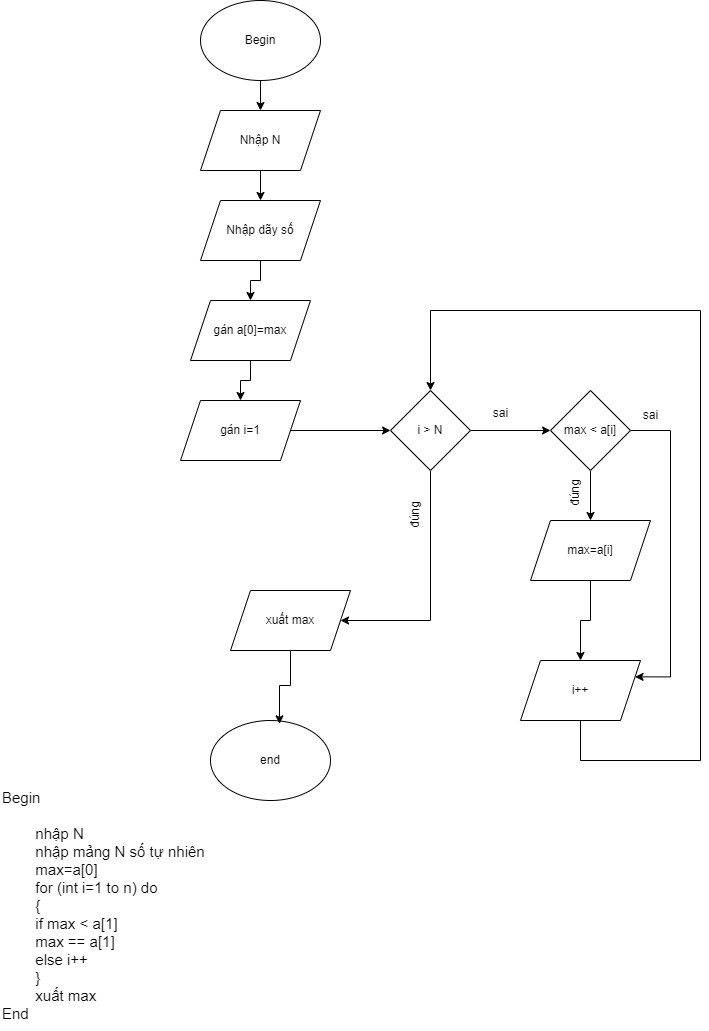 Begin
Nhập N
Nhập dãy số
gán a[0]=max
gán i=1
i > N
sai
max < a[i]
sai
đúng
đúng
max=a[i]
xuất max
i++
end
Begin
nhập N
nhập mảng N số tự nhiên
max=a[0]
for (int i=1 to n) do
{
if max < a[1]
max == a[1]
else i++
}
xuất max
End